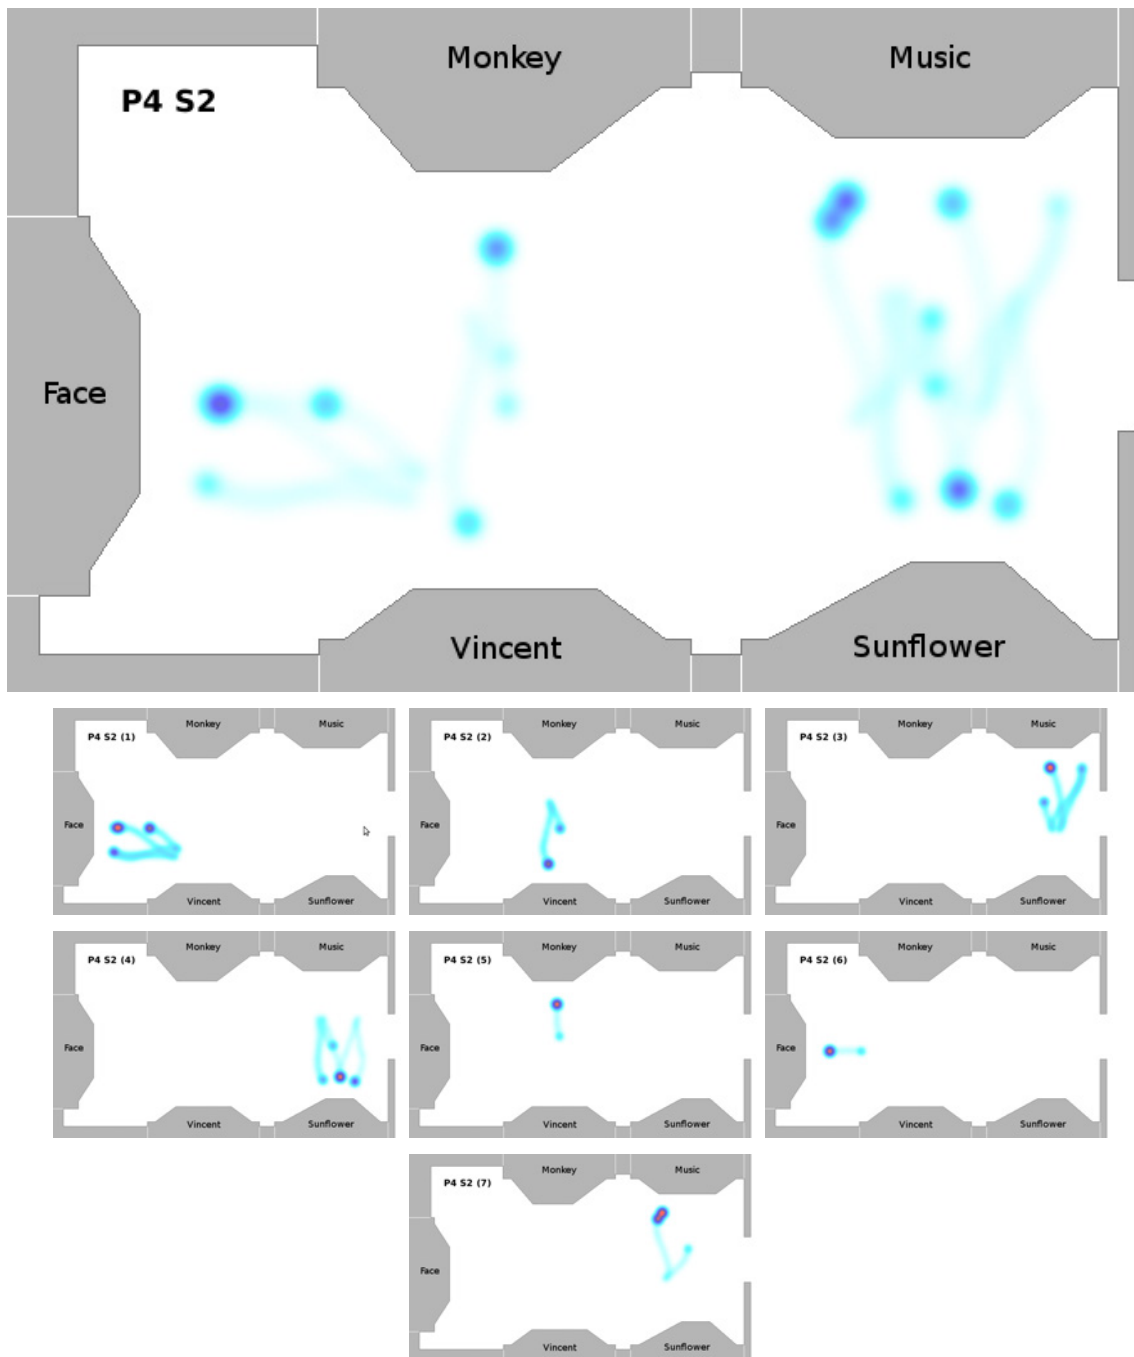 Monkey Music
P4 S2
Face
Vincent Sunflower
Monkey Music
P4 S2 (1)
Face
Vincent Sunflower
Monkey Music
P4 S2 (2)
Face
Vincent Sunflower
Monkey Music
P4 S2 (3)
Face
Vincent Sunflower
Monkey Music
P4 S2 (4)
Face
Vincent Sunflower
Monkey Music
P4 S2 (5)
Face
Vincent Sunflower
Monkey Music
P4 S2 (6)
Face
Vincent Sunflower
Monkey Music
P4 S2 (7)
Face
Vincent Sunflower